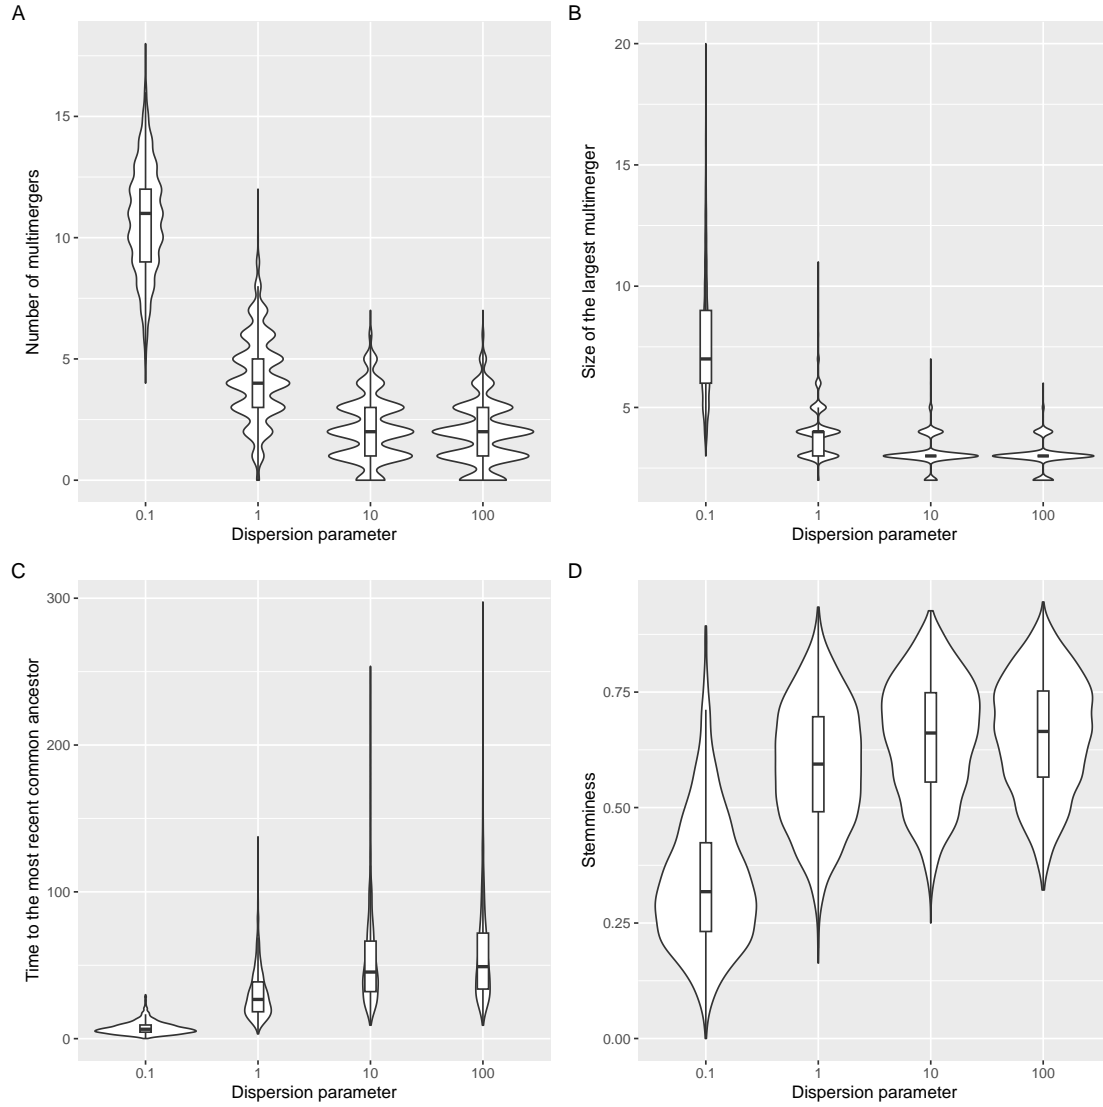 A
Number of multimergers
15
10
5
0
0.1 1 10 100
Dispersion parameter
B
Size of the largest multimerger
20
15
10
5
0.1 1 10 100
Dispersion parameter
C
Time to the most recent common ancestor
300
200
100
0
0.1 1 10 100
Dispersion parameter
D
Stemminess
0.75
0.50
0.25
0.00
0.1 1 10 100
Dispersion parameter